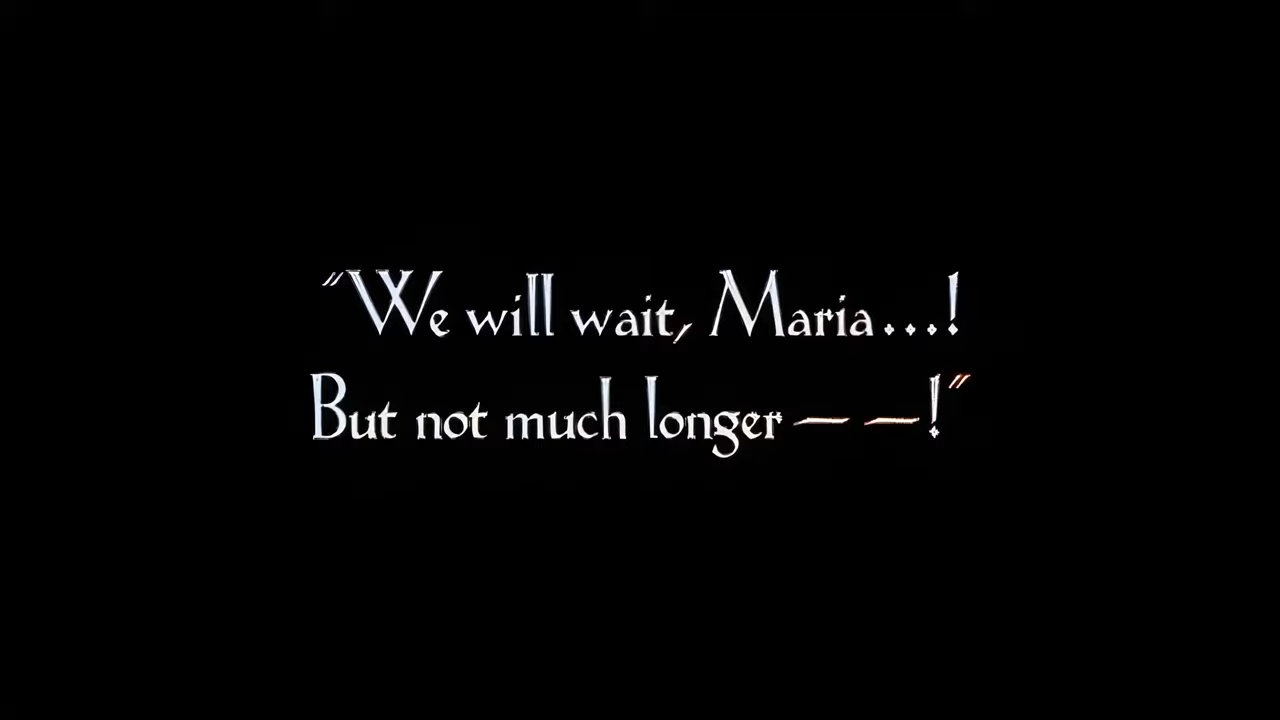 "We will wait, Maria...!
But not much longer — —!"